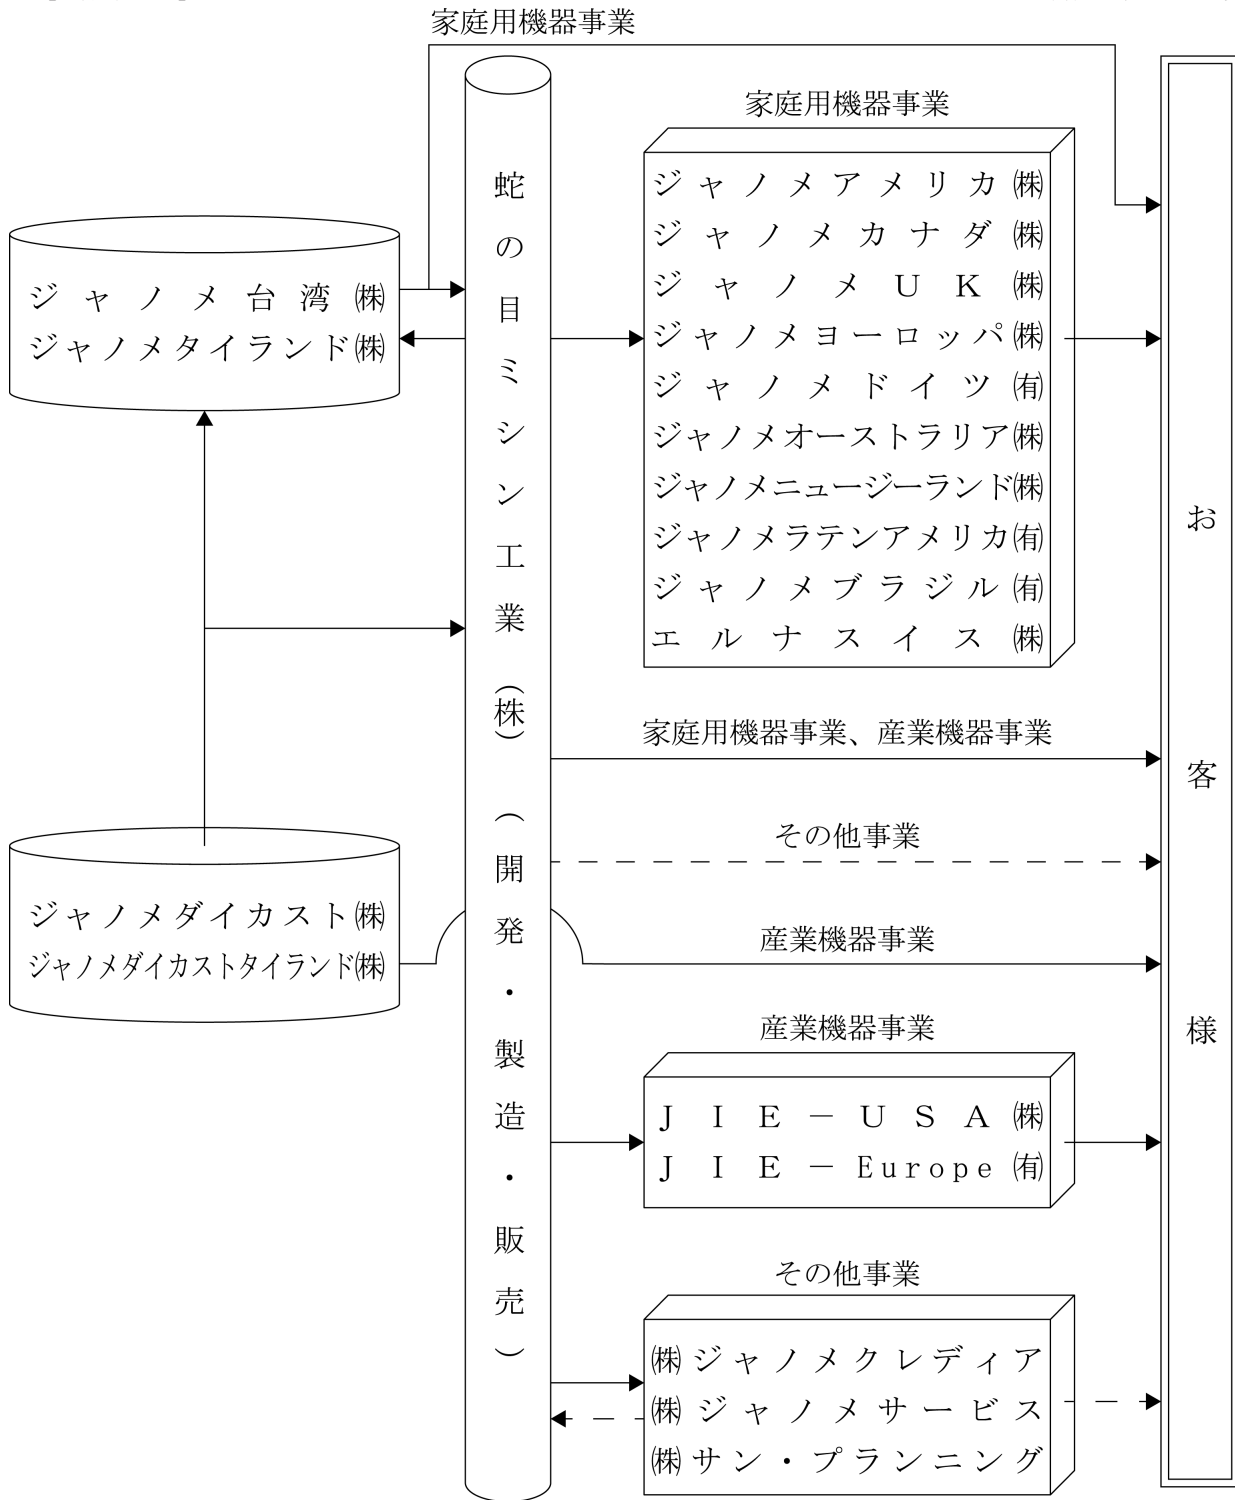 家庭用機器事業
家庭用機器事業
ジャノメ台湾㈱
ジャノメタイランド㈱
蛇の目ミシン工業(株)(開発・製造・販売)
ジャノメアメリカ㈱
ジャノメカナダ㈱
ジャノメＵＫ㈱
ジャノメヨーロッパ㈱
ジャノメドイツ㈲
ジャノメオーストラリア㈱
ジャノメニュージーランド㈱
ジャノメラテンアメリカ㈲
ジャノメブラジル㈲
エルナスイス㈱
お客様
家庭用機器事業、産業機器事業
その他事業
ジャノメダイカスト㈱
ジャノメダイカストタイランド㈱
産業機器事業
産業機器事業
ＪＩＥ－ＵＳＡ㈱
ＪＩＥ－Europe㈲
その他事業
㈱ジャノメクレディア
㈱ジャノメサービス
㈱サン・プランニング